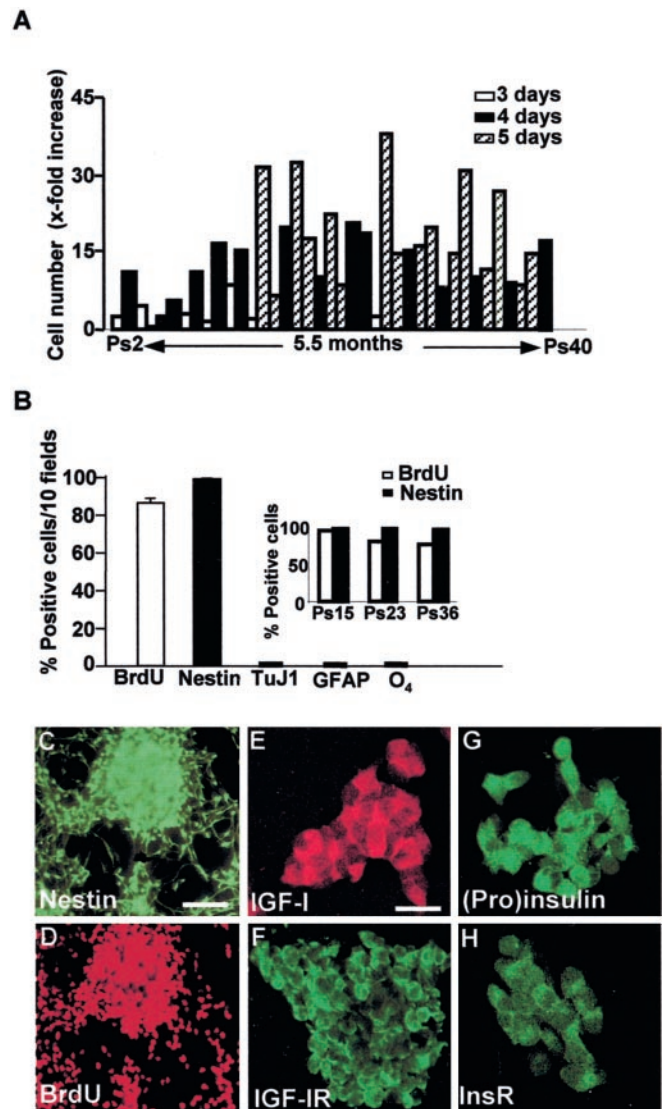 A
Cell number (x-fold increase)
45
30
15
0
3 days
4 days
5 days
Ps2
5.5 months
Ps40
B
% Positive cells/10 fields
100
80
60
40
20
0
BrdU
Nestin
TuJ1
GFAP
O4
BrdU
Nestin
% Positive cells
100
50
0
Ps15
Ps23
Ps36
C
Nestin
E
IGF-I
G
(Pro)insulin
D
BrdU
F
IGF-IR
H
InsR